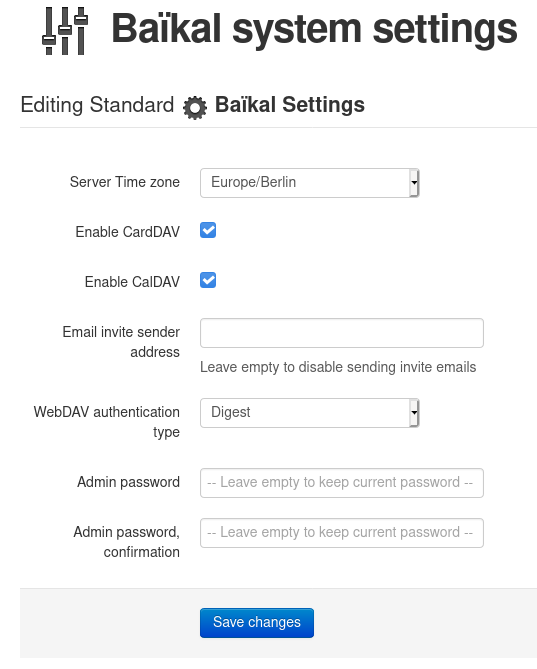 Baïkal system settings
Editing Standard Baïkal Settings
Server Time zone
Europe/Berlin
Enable CardDAV
Enable CalDAV
Email invite sender
address
Leave empty to disable sending invite emails
WebDAV authentication
type
Digest
Admin password
-- Leave empty to keep current password --
Admin password,
confirmation
-- Leave empty to keep current password --
Save changes